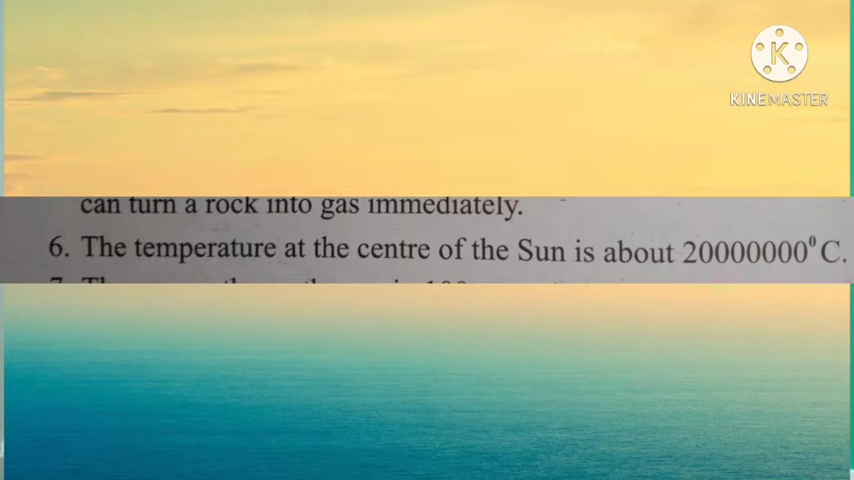 KINEMASTER
can turn a rock into gas immediately.
6. The temperature at the centre of the Sun is about 20000000⁰C.